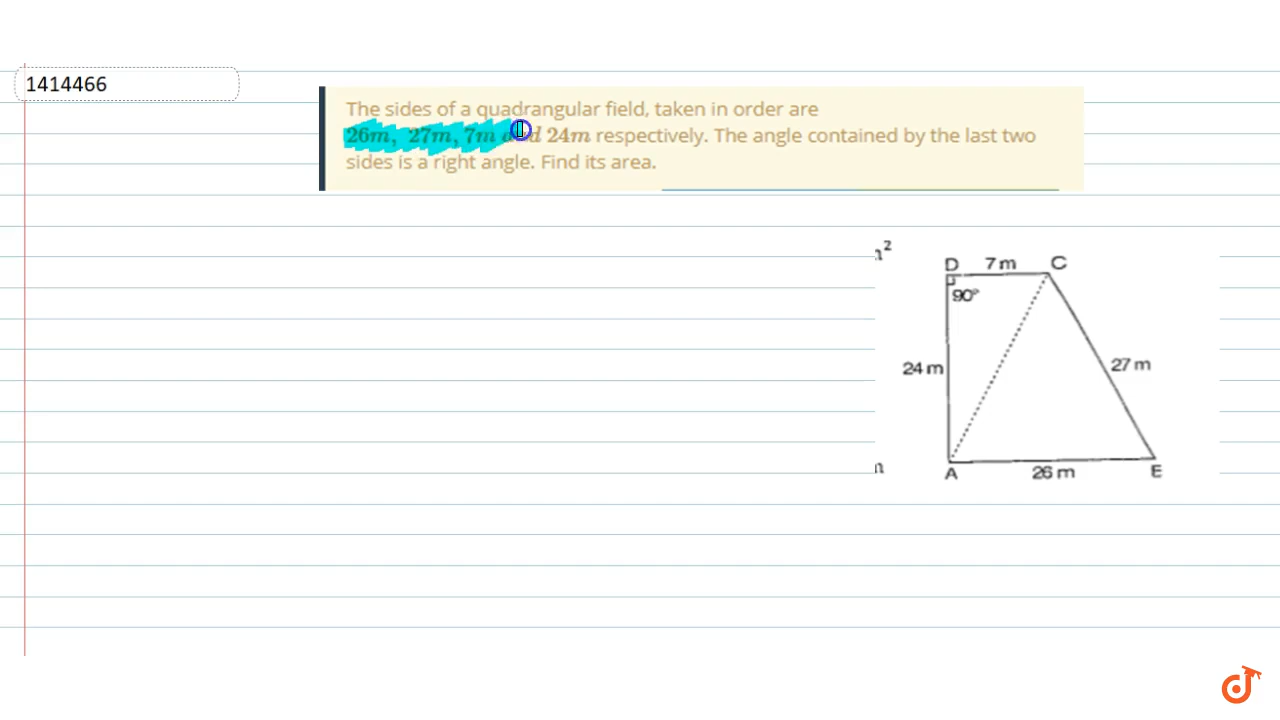 1414466
The sides of a quadrangular field, taken in order are
26m, 27m, 7m and 24m respectively. The angle contained by the last two
sides is a right angle. Find its area.
2
D 7 m C
90°
24 m
27 m
A 26 m E